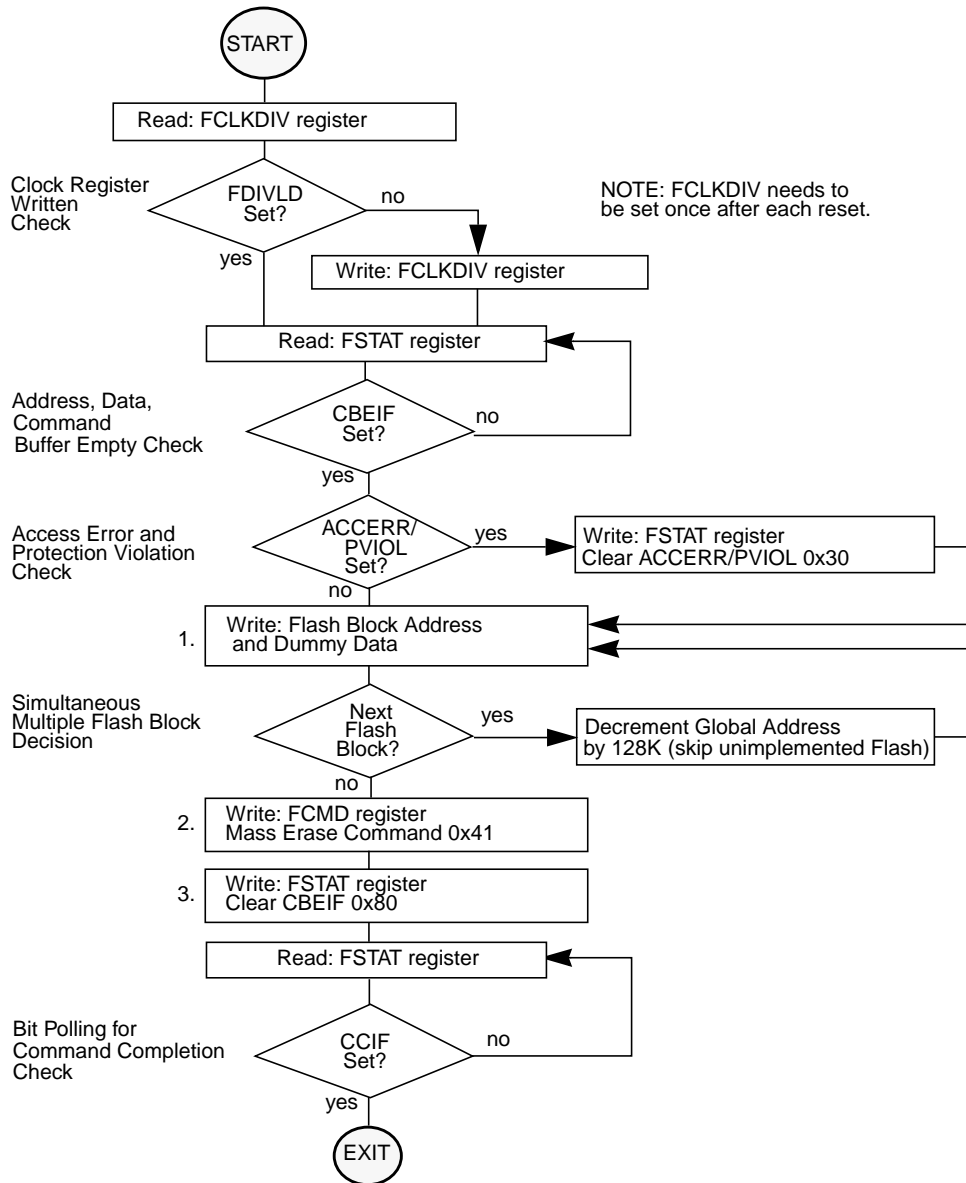 START
Read: FCLKDIV register
Clock Register
Written
Check
FDIVLD
Set?
no
yes
NOTE: FCLKDIV needs to
be set once after each reset.
Write: FCLKDIV register
Read: FSTAT register
Address, Data,
Command
Buffer Empty Check
CBEIF
Set?
no
yes
Access Error and
Protection Violation
Check
ACCERR/
PVIOL
Set?
yes
no
Write: FSTAT register
Clear ACCERR/PVIOL 0x30
1.
Write: Flash Block Address
and Dummy Data
Simultaneous
Multiple Flash Block
Decision
Next
Flash
Block?
yes
no
Decrement Global Address
by 128K (skip unimplemented Flash)
2.
Write: FCMD register
Mass Erase Command 0x41
3.
Write: FSTAT register
Clear CBEIF 0x80
Read: FSTAT register
Bit Polling for
Command Completion
Check
CCIF
Set?
no
yes
EXIT